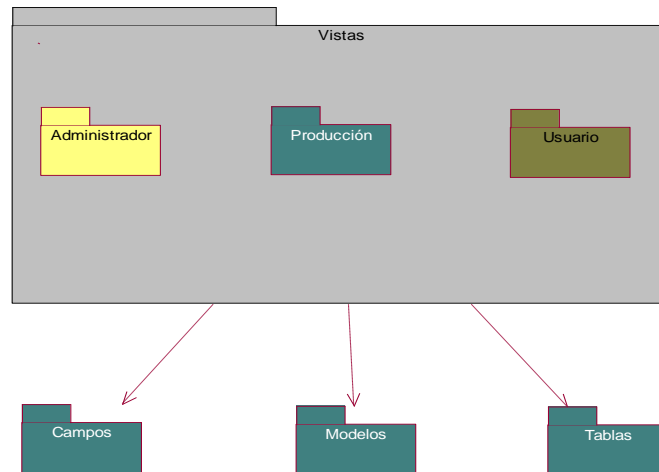 Vistas
Administrador
Producción
Usuario
Campos
Modelos
Tablas